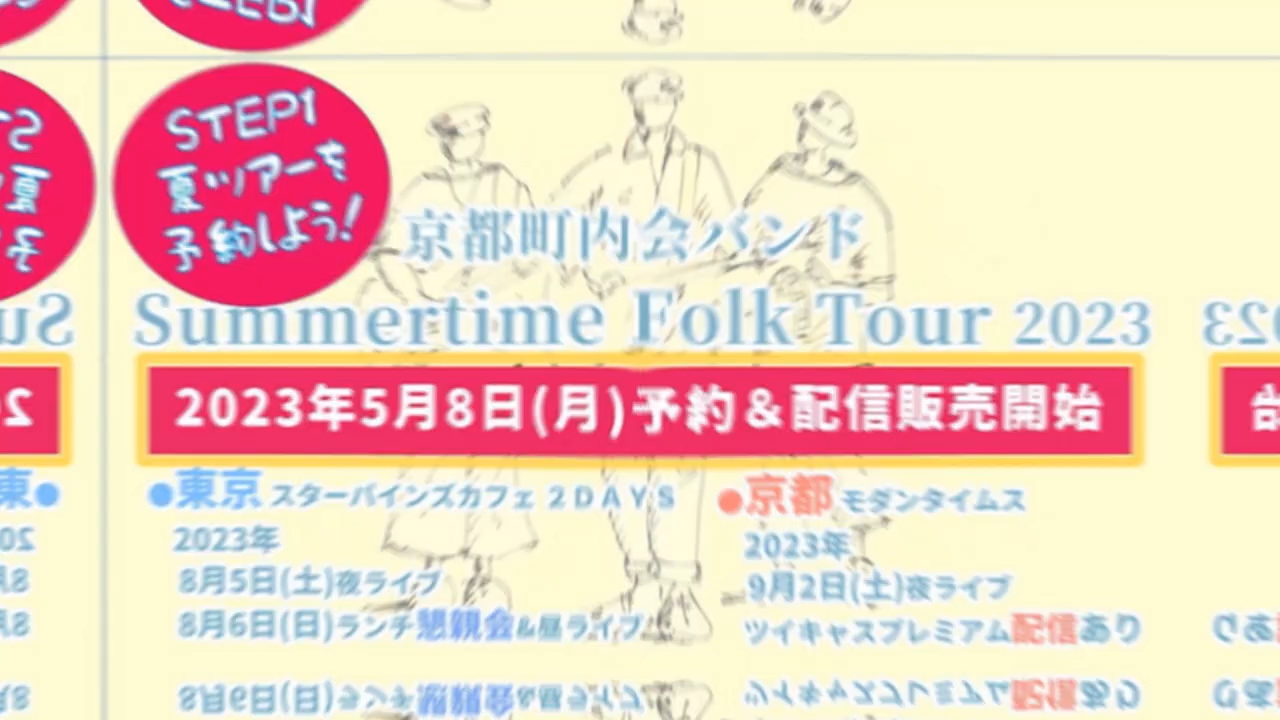 STEP1
夏ツアーを
予約しよう!
京都町内会バンド
Summertime Folk Tour 2023
2023年5月8日(月)予約&配信販売開始
●東京 スターパインズカフェ 2DAYS
2023年
8月5日(土)夜ライブ
8月6日(日)ランチ懇親会&昼ライブ
●京都 モダンタイムス
2023年
9月2日(土)夜ライブ
ツイキャスプレミアム配信あり